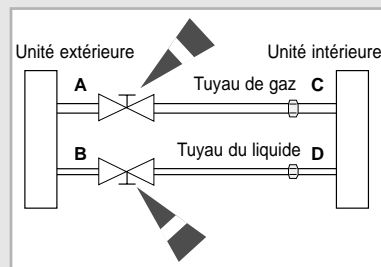 Unité extérieure Unité intérieure
A Tuyau de gaz C
B Tuyau du liquide D